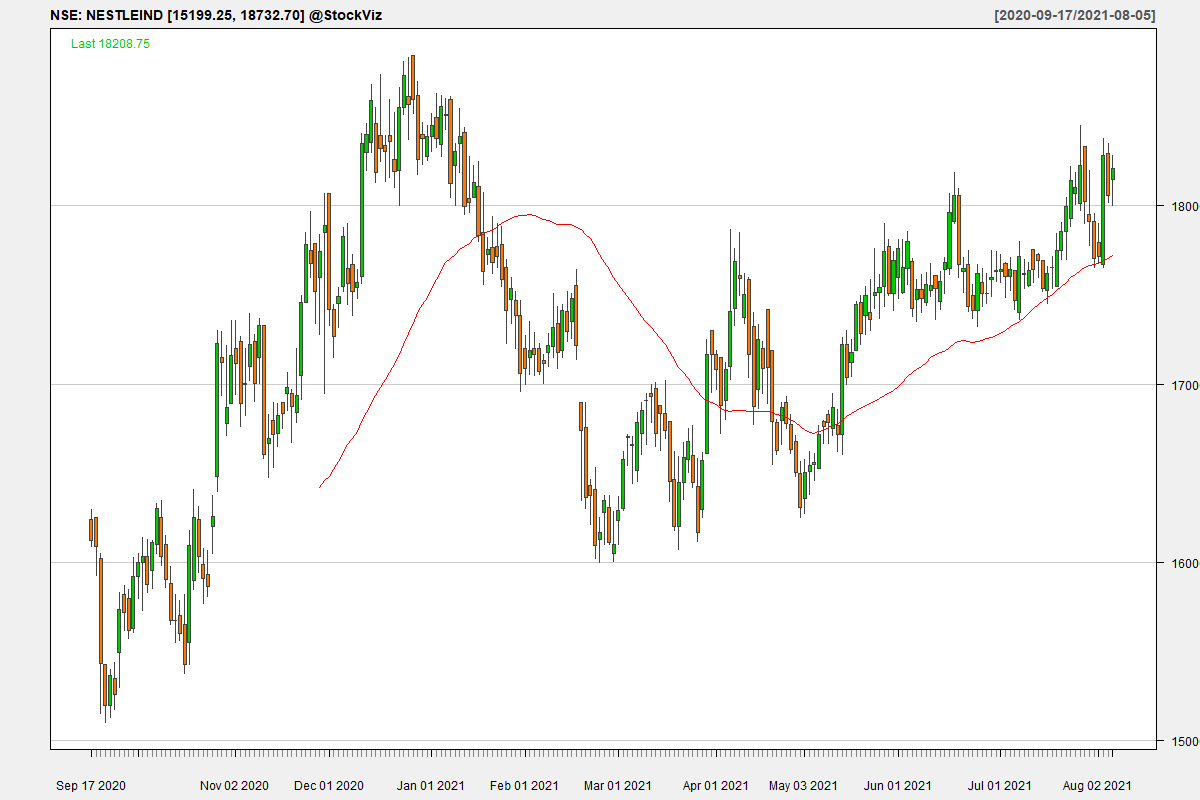 NSE: NESTLEIND [15199.25, 18732.70] @StockViz [2020-09-17/2021-08-05]
Last 18208.75
1800
1700
1600
1500
Sep 17 2020 Nov 02 2020 Dec 01 2020 Jan 01 2021 Feb 01 2021 Mar 01 2021 Apr 01 2021 May 03 2021 Jun 01 2021 Jul 01 2021 Aug 02 2021